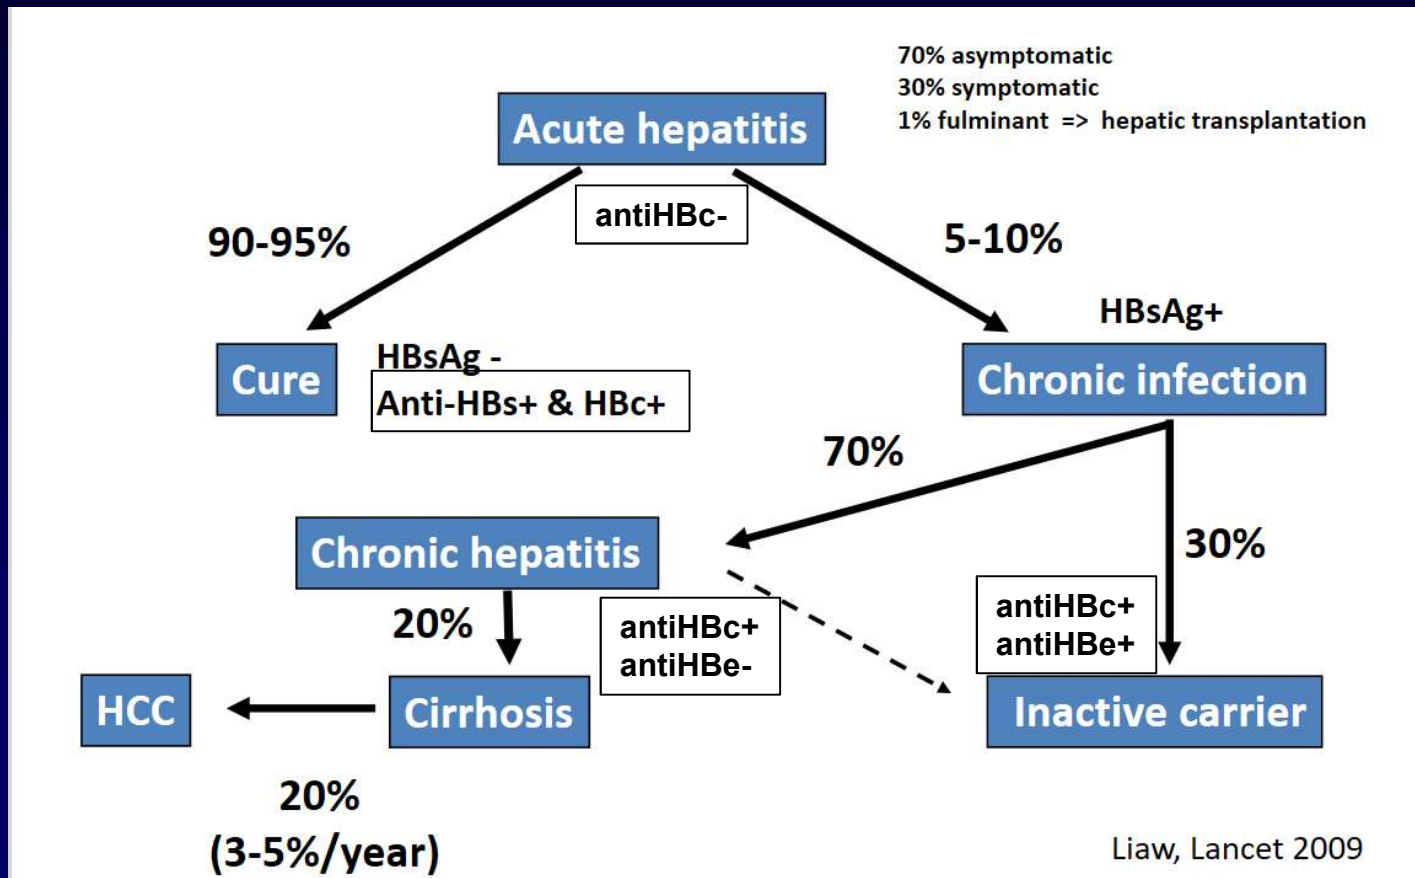 70% asymptomatic
30% symptomatic
1% fulminant => hepatic transplantation
Acute hepatitis
antiHBc-
90-95%
5-10%
HBsAg+
Cure
HBsAg -
Anti-HBs+ & HBc+
Chronic infection
70%
30%
Chronic hepatitis
20%
antiHBc+
antiHBe-
antiHBc+
antiHBe+
HCC
Cirrhosis
Inactive carrier
20%
(3-5%/year)
Liaw, Lancet 2009